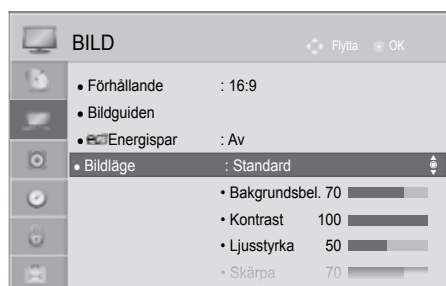 BILD
Flytta OK
• Förhållande : 16:9
• Bildguiden
• Energispar : Av
• Bildläge : Standard
• Bakgrundsbel. 70
• Kontrast 100
• Ljusstyrka 50
• Skärpa 70